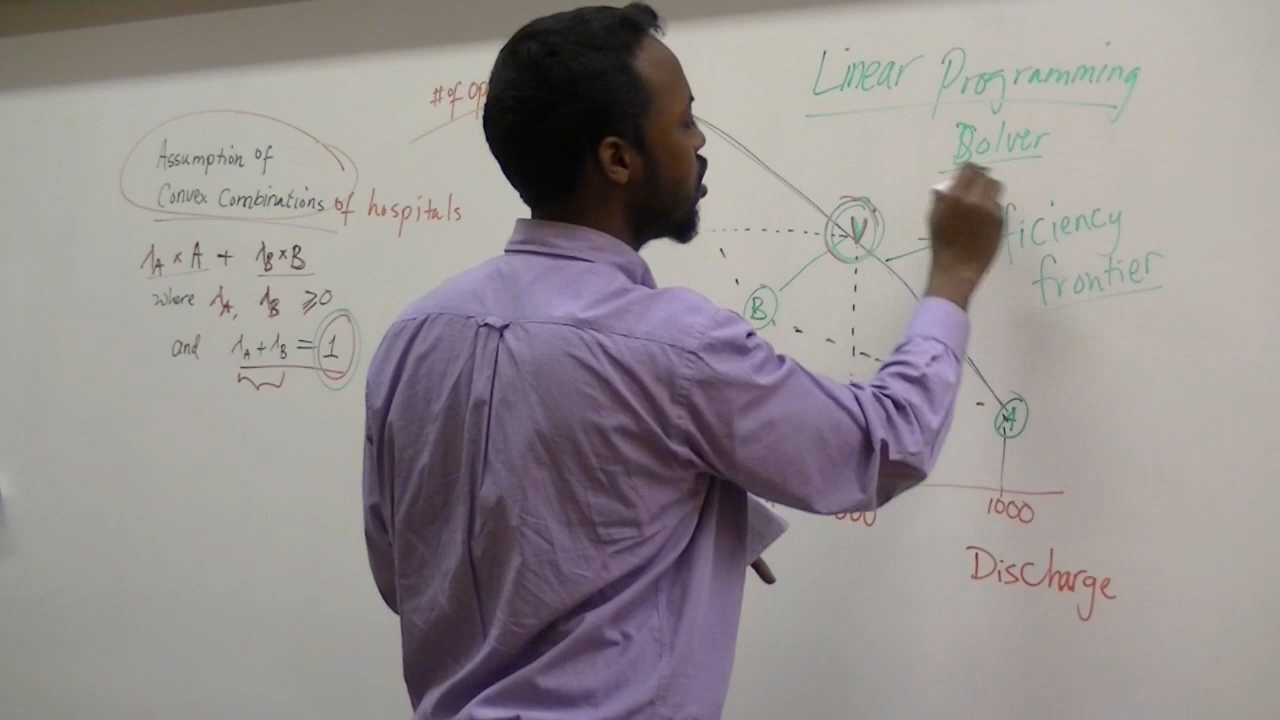 # of Op
Linear Programming
Solver
Assumption of
Convex Combinations of hospitals
λA × A + λB × B
where λA, λB ≥ 0
and λA + λB = 1
V
ficiency
frontier
B
A
1000
Discharge